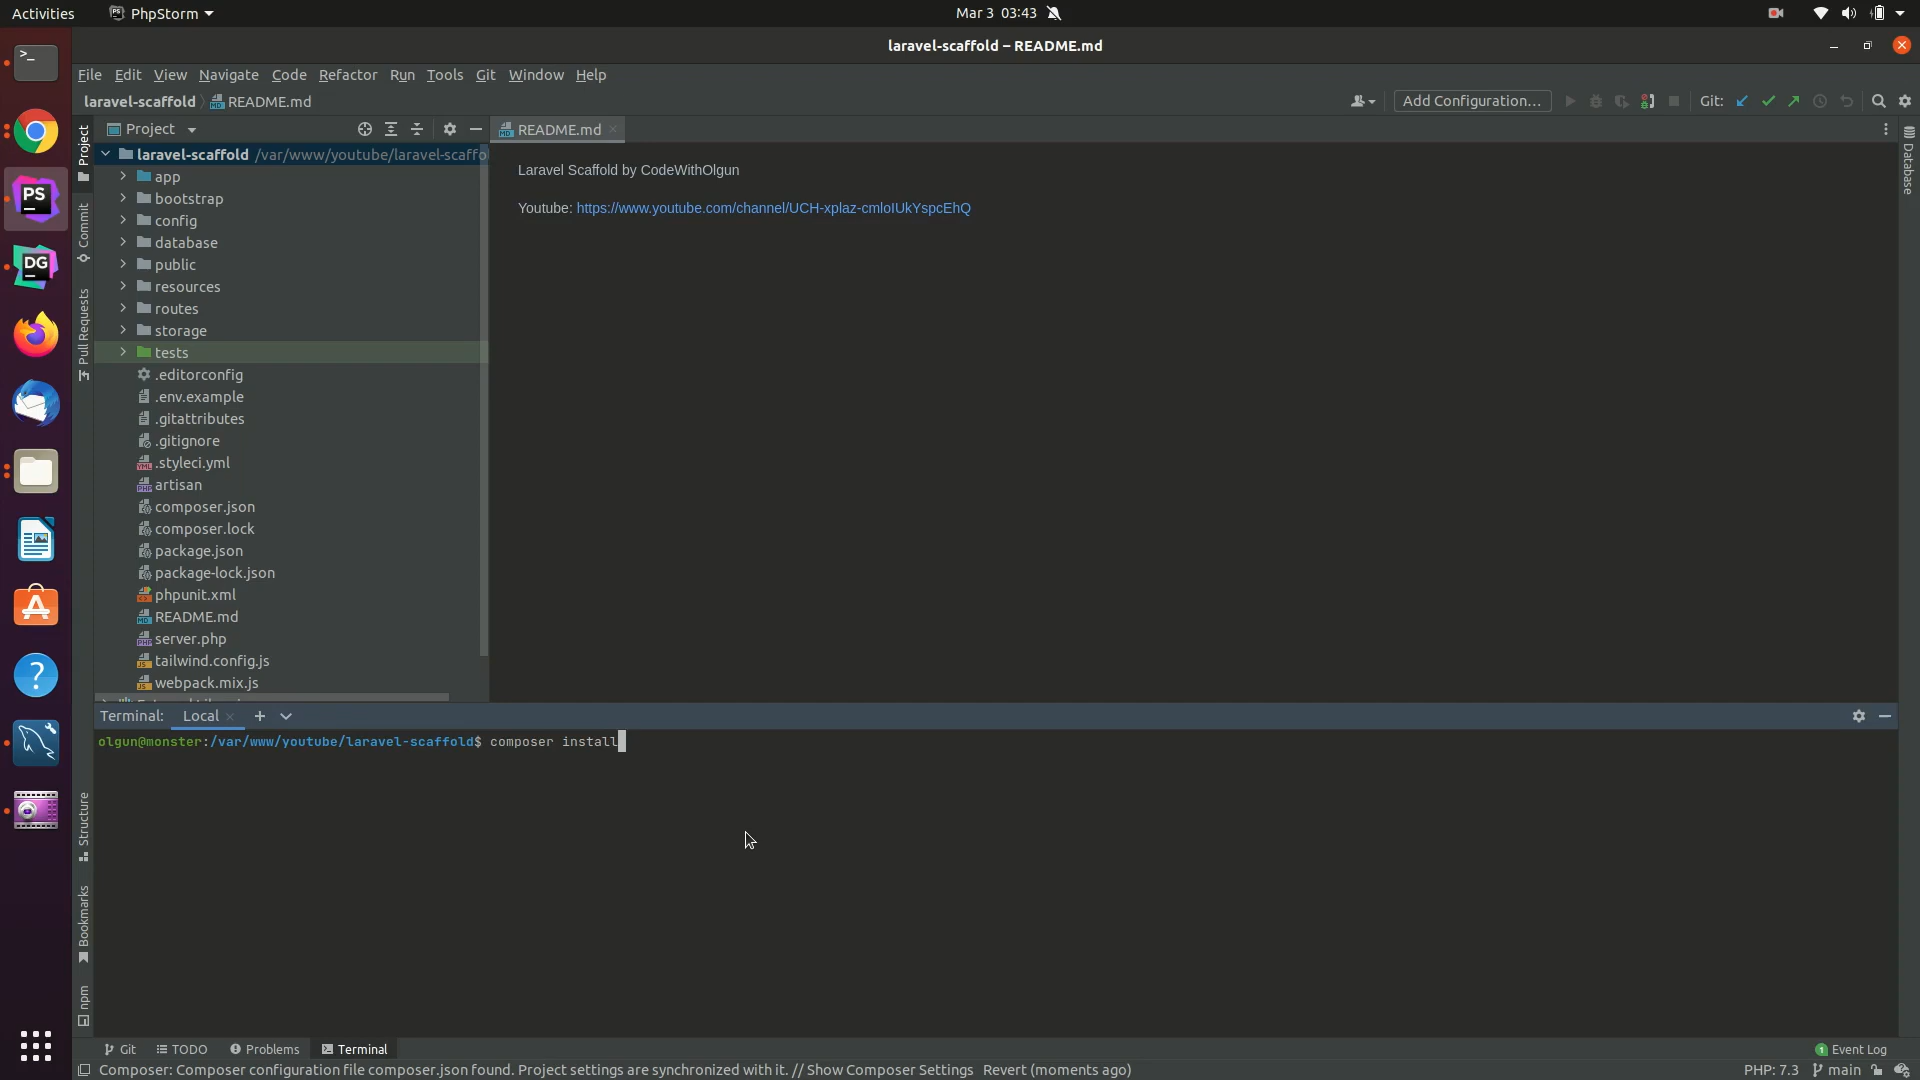 Activities
PhpStorm
Mar 3 03:43
laravel-scaffold – README.md
File Edit View Navigate Code Refactor Run Tools Git Window Help
laravel-scaffold README.md
Add Configuration...
Git:
Project
README.md
laravel-scaffold /var/www/youtube/laravel-scaffo
app
bootstrap
config
database
public
resources
routes
storage
tests
.editorconfig
.env.example
.gitattributes
.gitignore
.styleci.yml
artisan
composer.json
composer.lock
package.json
package-lock.json
phpunit.xml
README.md
server.php
tailwind.config.js
webpack.mix.js
Laravel Scaffold by CodeWithOlgun
Youtube: https://www.youtube.com/channel/UCH-xplaz-cmloIUkYspcEhQ
Project
Commit
Pull Requests
Structure
Bookmarks
npm
Database
PS
DG
Terminal: Local
olgun@monster:/var/www/youtube/laravel-scaffold$ composer install
Git TODO Problems Terminal
1 Event Log
Composer: Composer configuration file composer.json found. Project settings are synchronized with it. // Show Composer Settings Revert (moments ago)
PHP: 7.3 main